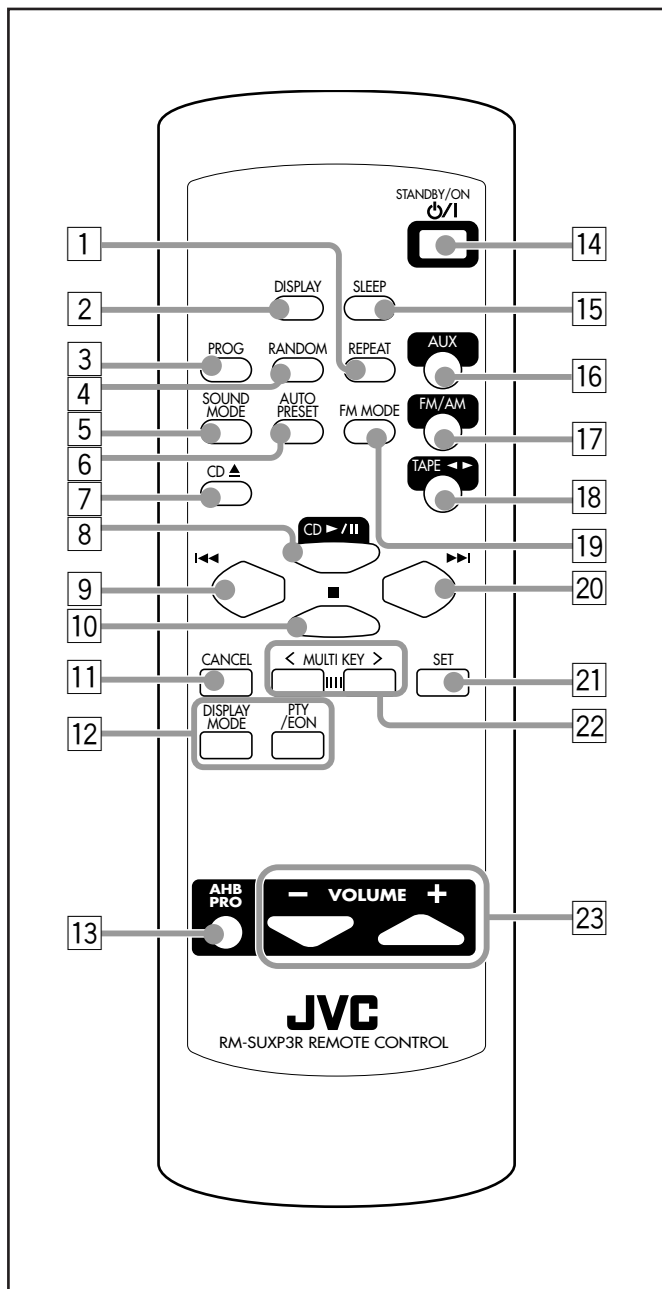 STANDBY/ON
⏻/I
1
14
DISPLAY
SLEEP
2
15
PROG
RANDOM
REPEAT
AUX
3
4
16
SOUND
MODE
AUTO
PRESET
FM MODE
FM/AM
5
6
17
CD ⏏
TAPE ◄ ►
7
18
CD ►/II
8
19
I◄◄
►►I
9
20
■
10
CANCEL
< MULTI KEY >
SET
11
21
DISPLAY
MODE
PTY
/EON
12
22
AHB
PRO
– VOLUME +
13
23
JVC
RM-SUXP3R REMOTE CONTROL